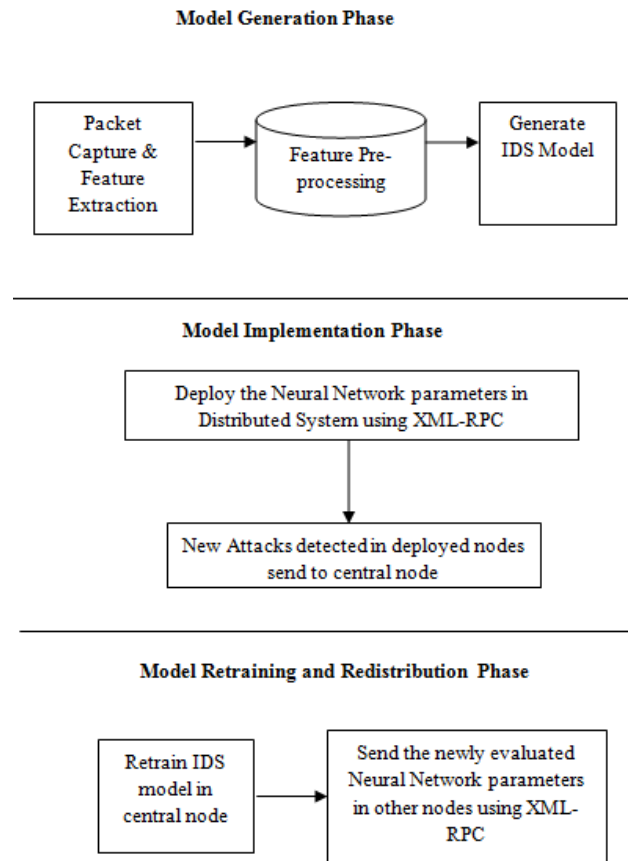 Model Generation Phase
Packet
Capture &
Feature
Extraction
Feature Pre-
processing
Generate
IDS Model
Model Implementation Phase
Deploy the Neural Network parameters in
Distributed System using XML-RPC
New Attacks detected in deployed nodes
send to central node
Model Retraining and Redistribution Phase
Retrain IDS
model in
central node
Send the newly evaluated
Neural Network parameters
in other nodes using XML-
RPC